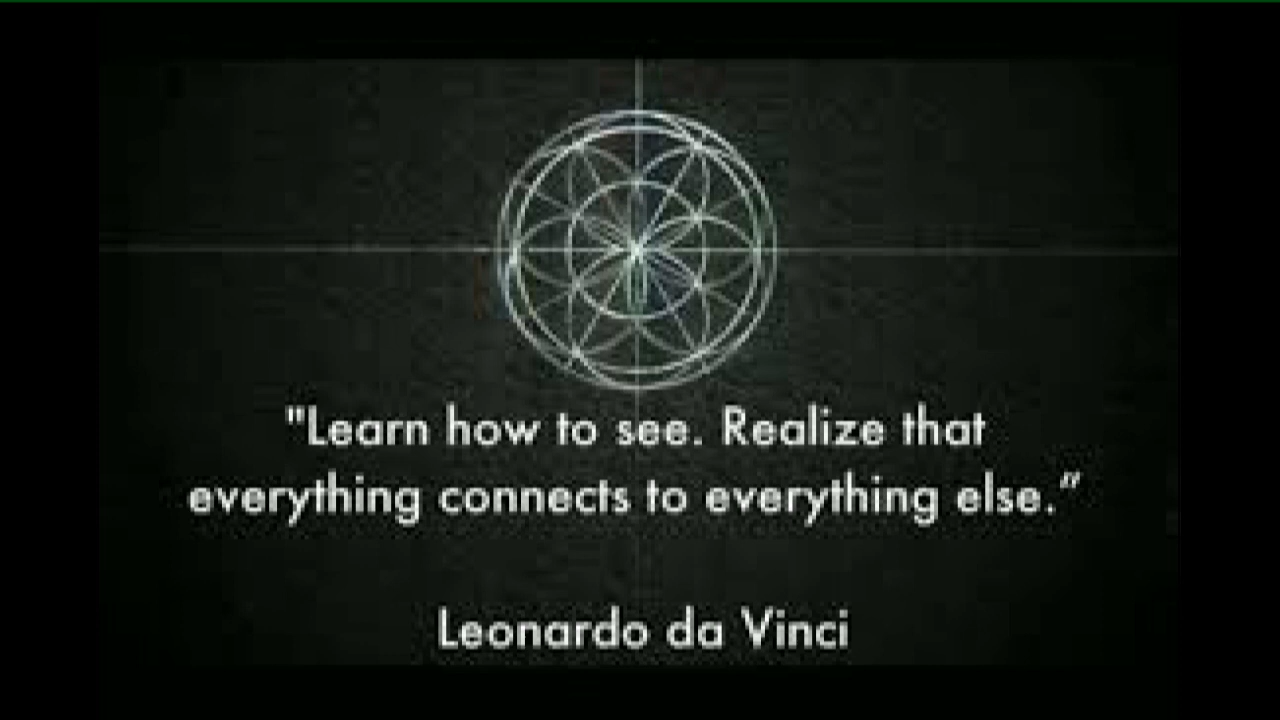 "Learn how to see. Realize that
everything connects to everything else.”
Leonardo da Vinci